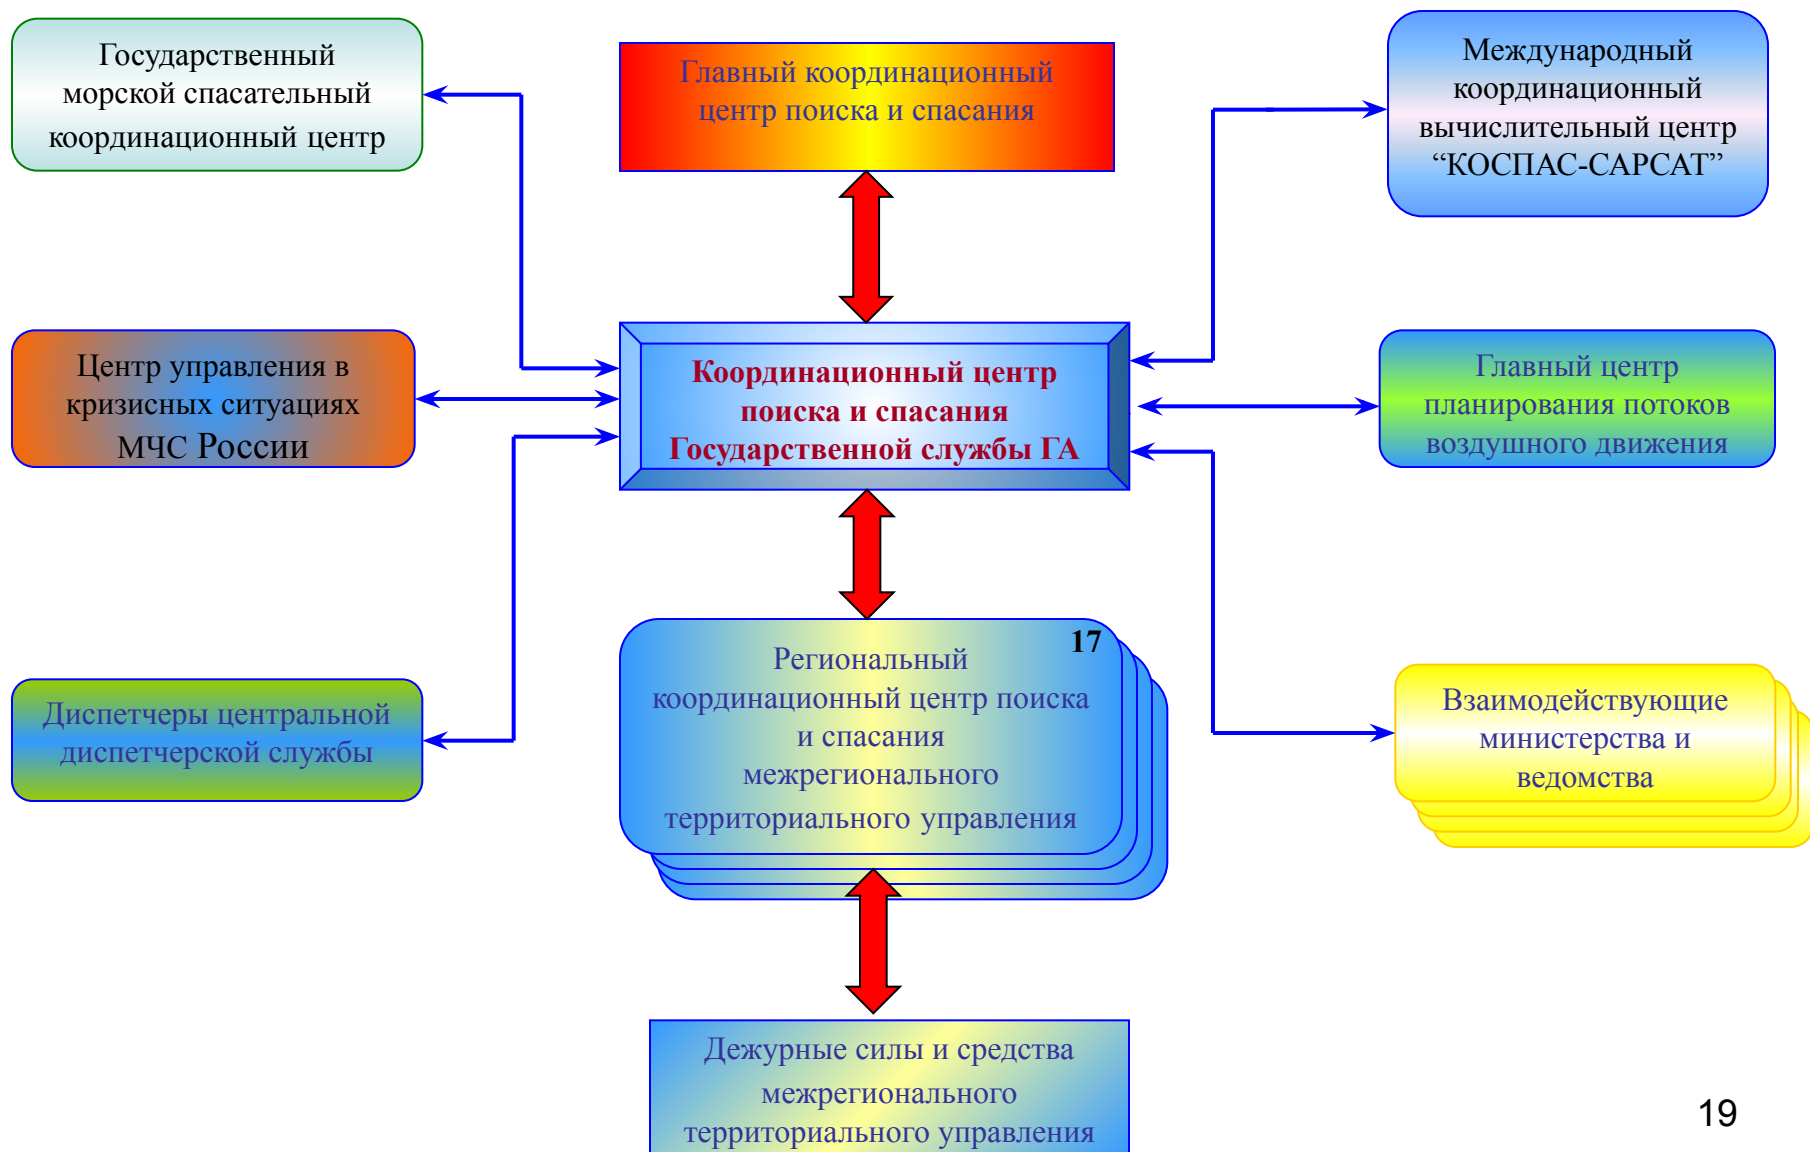 Государственный
морской спасательный
координационный центр
Главный координационный
центр поиска и спасания
Международный
координационный
вычислительный центр
“КОСПАС-САРСАТ”
Центр управления в
кризисных ситуациях
МЧС России
Координационный центр
поиска и спасания
Государственной службы ГА
Главный центр
планирования потоков
воздушного движения
17
Региональный
координационный центр поиска
и спасания
межрегионального
территориального управления
Диспетчеры центральной
диспетчерской службы
Взаимодействующие
министерства и
ведомства
Дежурные силы и средства
межрегионального
территориального управления
19